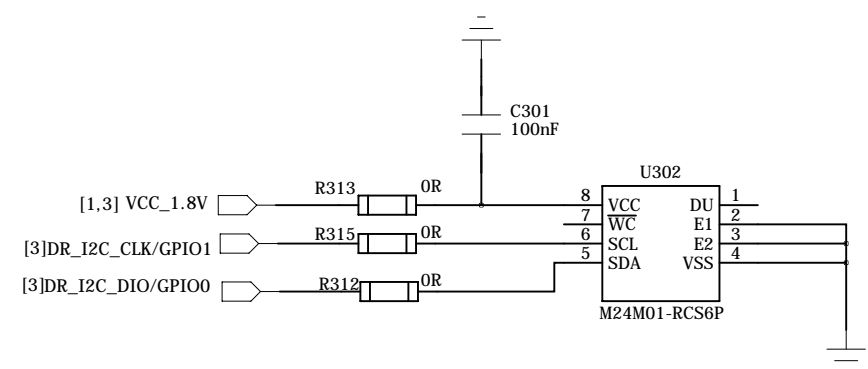 C301
100nF
U302
R313 0R
[1,3] VCC_1.8V
8 VCC DU 1
7 WC E1 2
R315 0R
[3]DR_I2C_CLK/GPIO1
6 SCL E2 3
5 SDA VSS 4
[3]DR_I2C_DIO/GPIO0
R312 0R
M24M01-RCS6P